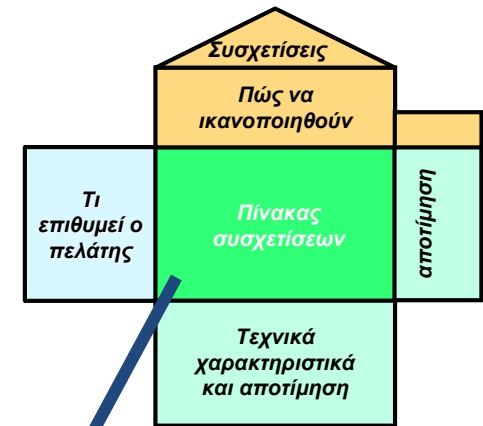 Συσχετίσεις
Πώς να
ικανοποιηθούν
Τι
επιθυμεί ο
πελάτης
Πίνακας
συσχετίσεων
αποτίμηση
Τεχνικά
χαρακτηριστικά
και αποτίμηση